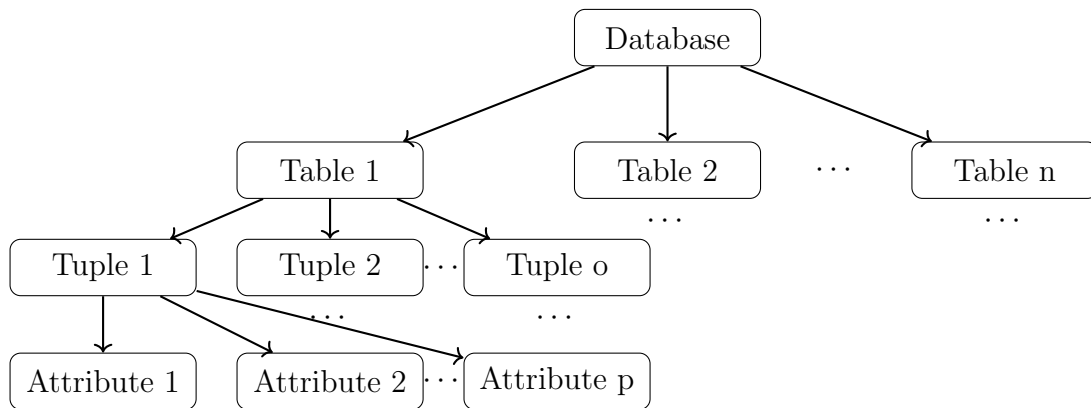 Database
Table 1
Table 2
···
Table n
···
···
Tuple 1
Tuple 2
···
Tuple o
···
···
Attribute 1
Attribute 2
···
Attribute p